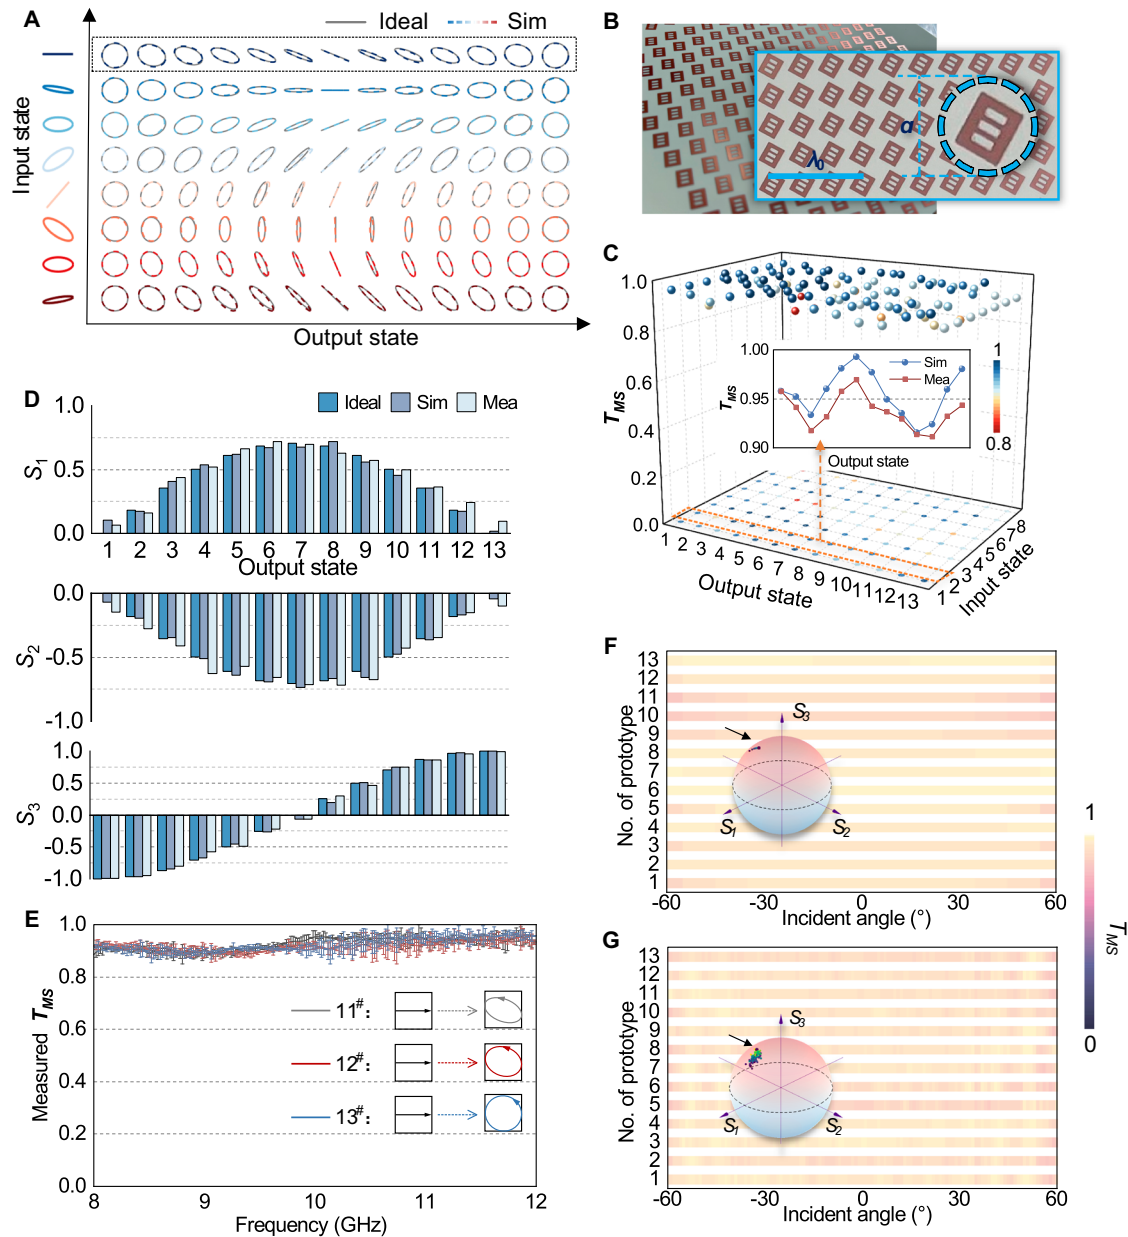 A
Ideal
Sim
Input state
Output state
B
a
λ0
C
1.0
0.8
0.6
0.4
0.2
0.0
TMS
1 2 3 4 5 6 7 8 9 10 11 12 13
Output state
1 2 3 4 5 6 7 8
Input state
1.00
0.95
0.90
TMS
Sim
Mea
1
0.8
Output state
D
Ideal
Sim
Mea
1.0
0.5
0.0
S1
1 2 3 4 5 6 7 8 9 10 11 12 13
Output state
0.0
-0.5
-1.0
S2
1.0
0.5
0.0
-0.5
-1.0
S3
E
1.0
0.8
0.6
0.4
0.2
0.0
Measured TMS
11#:
12#:
13#:
8 9 10 11 12
Frequency (GHz)
F
13
12
11
10
9
8
7
6
5
4
3
2
1
No. of prototype
S3
S1
S2
-60 -30 0 30 60
Incident angle (°)
G
13
12
11
10
9
8
7
6
5
4
3
2
1
No. of prototype
S3
S1
S2
-60 -30 0 30 60
Incident angle (°)
1
TMS
0